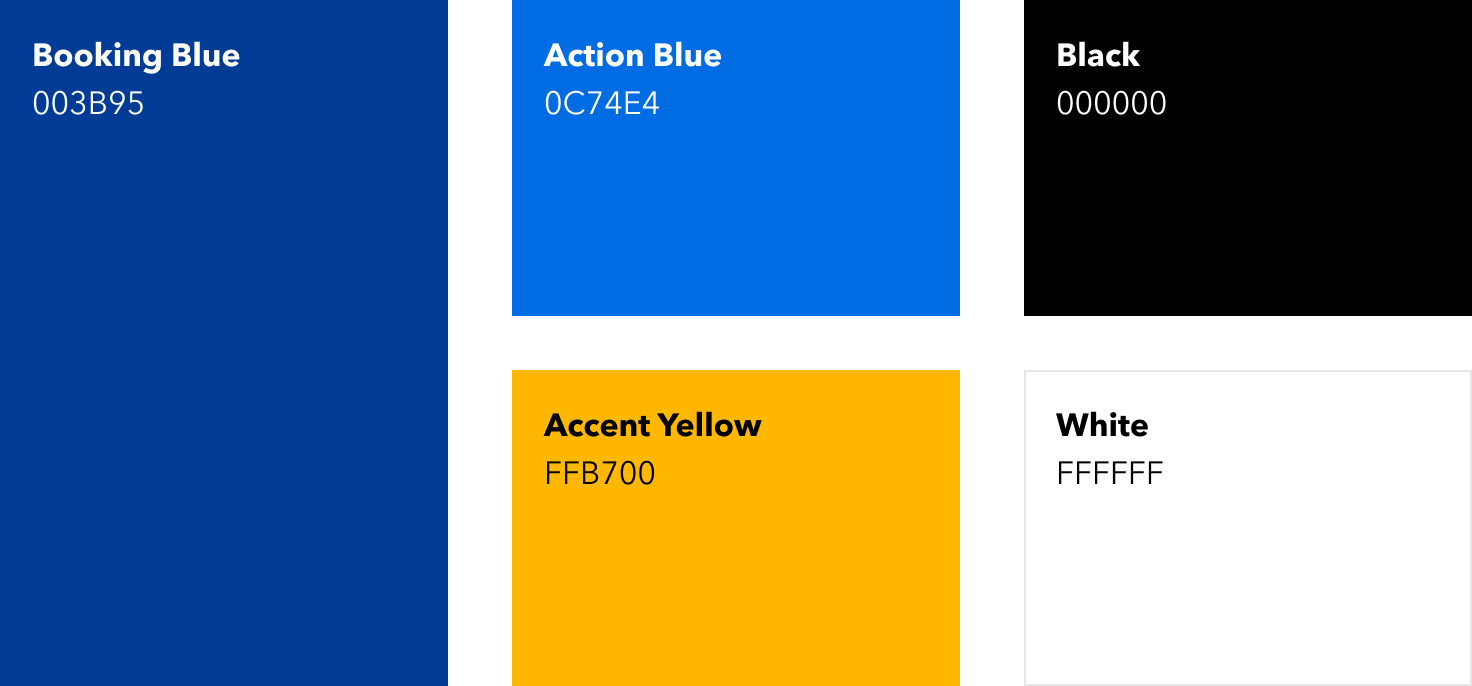 Booking Blue
003B95
Action Blue
0C74E4
Black
000000
Accent Yellow
FFB700
White
FFFFFF